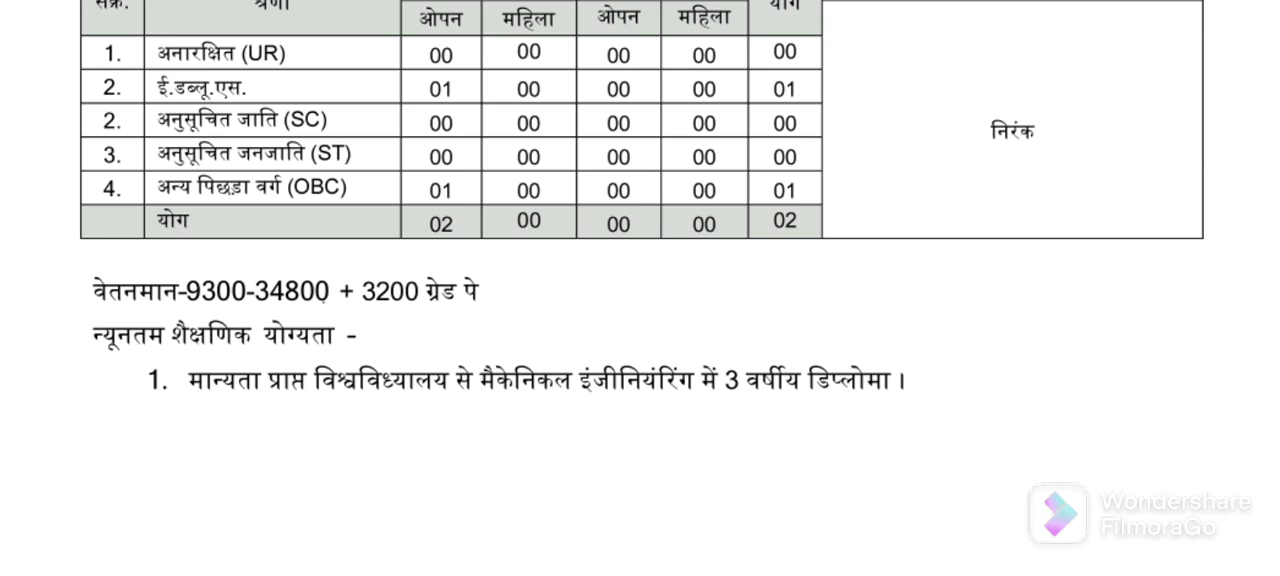 सक्र. श्रेणी योग
ओपन महिला ओपन महिला
1. अनारक्षित (UR) 00 00 00 00 00
2. ई.डब्लू.एस. 01 00 00 00 01
2. अनुसूचित जाति (SC) 00 00 00 00 00
निरंक
3. अनुसूचित जनजाति (ST) 00 00 00 00 00
4. अन्य पिछड़ा वर्ग (OBC) 01 00 00 00 01
योग 02 00 00 00 02
वेतनमान-9300-34800 + 3200 ग्रेड पे
न्यूनतम शैक्षणिक योग्यता -
1. मान्यता प्राप्त विश्वविध्यालय से मैकेनिकल इंजीनियंरिंग में 3 वर्षीय डिप्लोमा ।
Wondershare
FilmoraGo